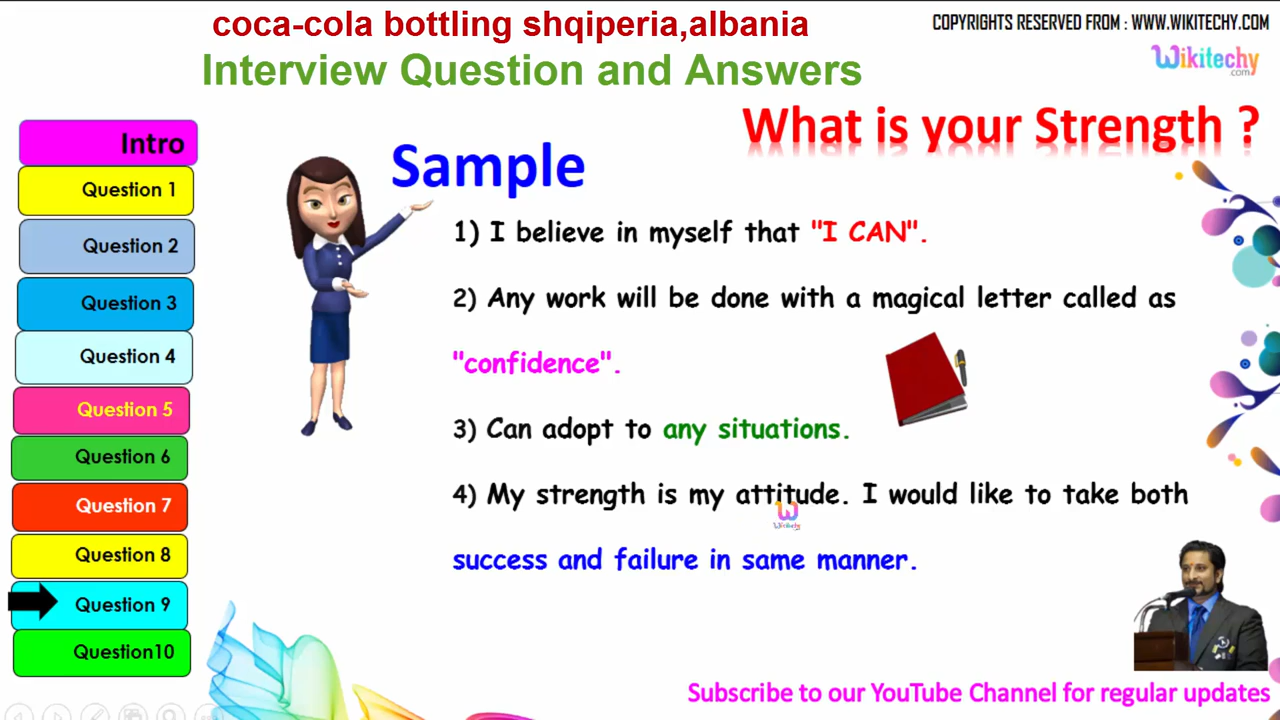 coca-cola bottling shqiperia,albania
Interview Question and Answers
COPYRIGHTS RESERVED FROM : WWW.WIKITECHY.COM
Wikitechy
.com
What is your Strength ?
Intro
Question 1
Question 2
Question 3
Question 4
Question 5
Question 6
Question 7
Question 8
Question 9
Question10
Sample
1) I believe in myself that "I CAN".
2) Any work will be done with a magical letter called as
"confidence".
3) Can adopt to any situations.
4) My strength is my attitude. I would like to take both
success and failure in same manner.
Wikitechy
Subscribe to our YouTube Channel for regular updates